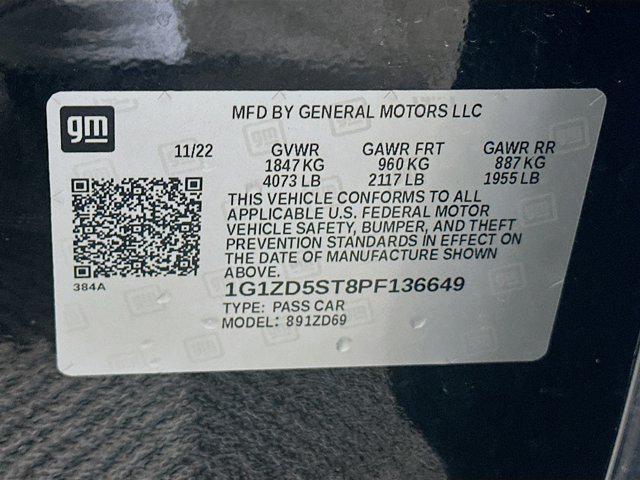 MFD BY GENERAL MOTORS LLC
gm
11/22 GVWR GAWR FRT GAWR RR
1847 KG 960 KG 887 KG
4073 LB 2117 LB 1955 LB
THIS VEHICLE CONFORMS TO ALL
APPLICABLE U.S. FEDERAL MOTOR
VEHICLE SAFETY, BUMPER, AND THEFT
PREVENTION STANDARDS IN EFFECT ON
THE DATE OF MANUFACTURE SHOWN
ABOVE.
384A
1G1ZD5ST8PF136649
TYPE: PASS CAR
MODEL: 891ZD69